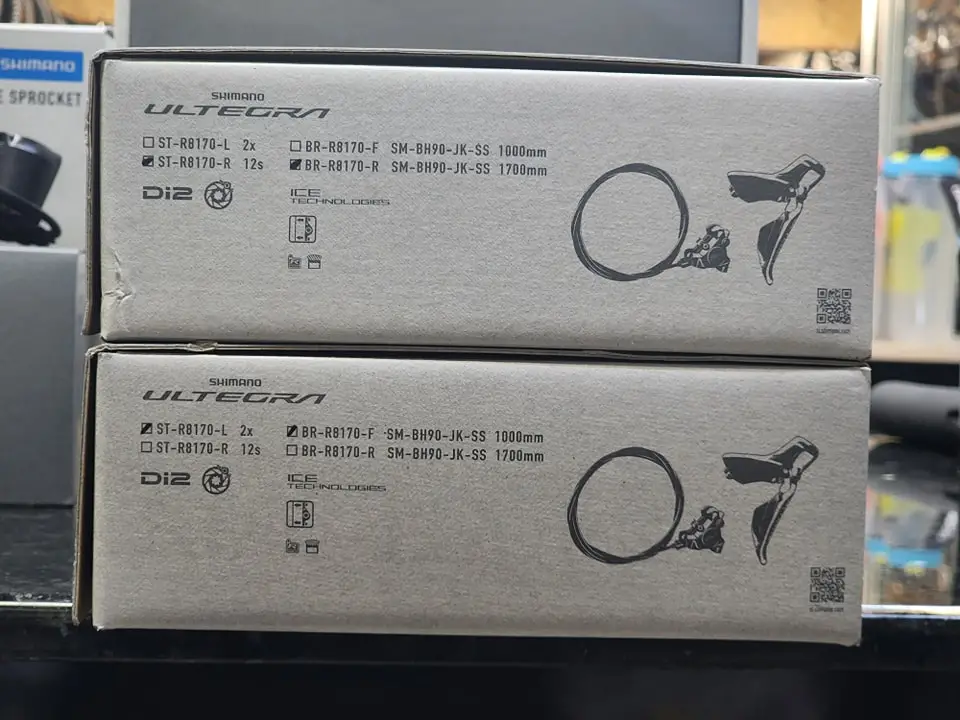 SHIMANO
E SPROCKET
SHIMANO
ULTEGRA
☐ ST-R8170-L 2x ☐ BR-R8170-F SM-BH90-JK-SS 1000mm
☑ ST-R8170-R 12s ☑ BR-R8170-R SM-BH90-JK-SS 1700mm
Di2
ICE
TECHNOLOGIES
SHIMANO
ULTEGRA
☑ ST-R8170-L 2x ☑ BR-R8170-F SM-BH90-JK-SS 1000mm
☐ ST-R8170-R 12s ☐ BR-R8170-R SM-BH90-JK-SS 1700mm
Di2
ICE
TECHNOLOGIES